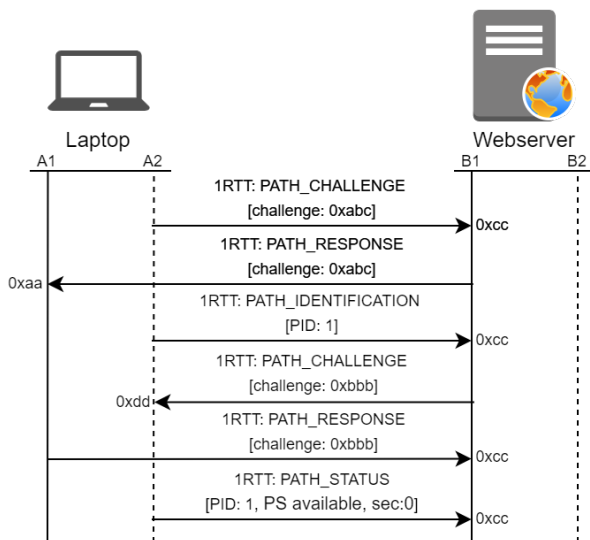 Laptop
Webserver
A1
A2
B1
B2
1RTT: PATH_CHALLENGE
[challenge: 0xabc]
0xcc
1RTT: PATH_RESPONSE
[challenge: 0xabc]
0xaa
1RTT: PATH_IDENTIFICATION
[PID: 1]
0xcc
1RTT: PATH_CHALLENGE
[challenge: 0xbbb]
0xdd
1RTT: PATH_RESPONSE
[challenge: 0xbbb]
0xcc
1RTT: PATH_STATUS
[PID: 1, PS available, sec:0]
0xcc